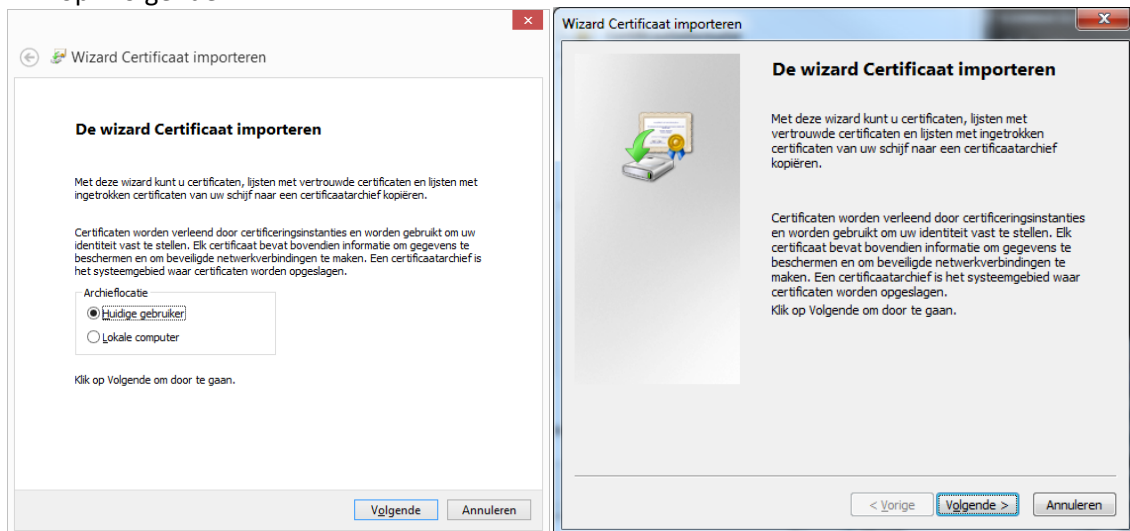 Wizard Certificaat importeren
De wizard Certificaat importeren
Met deze wizard kunt u certificaten, lijsten met vertrouwde certificaten en lijsten met
ingetrokken certificaten van uw schijf naar een certificaatarchief kopiëren.
Certificaten worden verleend door certificeringsinstanties en worden gebruikt om uw
identiteit vast te stellen. Elk certificaat bevat bovendien informatie om gegevens te
beschermen en om beveiligde netwerkverbindingen te maken. Een certificaatarchief is
het systeemgebied waar certificaten worden opgeslagen.
Archieflocatie
Huidige gebruiker
Lokale computer
Klik op Volgende om door te gaan.
Volgende Annuleren
Wizard Certificaat importeren
De wizard Certificaat importeren
Met deze wizard kunt u certificaten, lijsten met
vertrouwde certificaten en lijsten met ingetrokken
certificaten van uw schijf naar een certificaatarchief
kopiëren.
Certificaten worden verleend door certificeringsinstanties
en worden gebruikt om uw identiteit vast te stellen. Elk
certificaat bevat bovendien informatie om gegevens te
beschermen en om beveiligde netwerkverbindingen te
maken. Een certificaatarchief is het systeemgebied waar
certificaten worden opgeslagen.
Klik op Volgende om door te gaan.
< Vorige Volgende > Annuleren